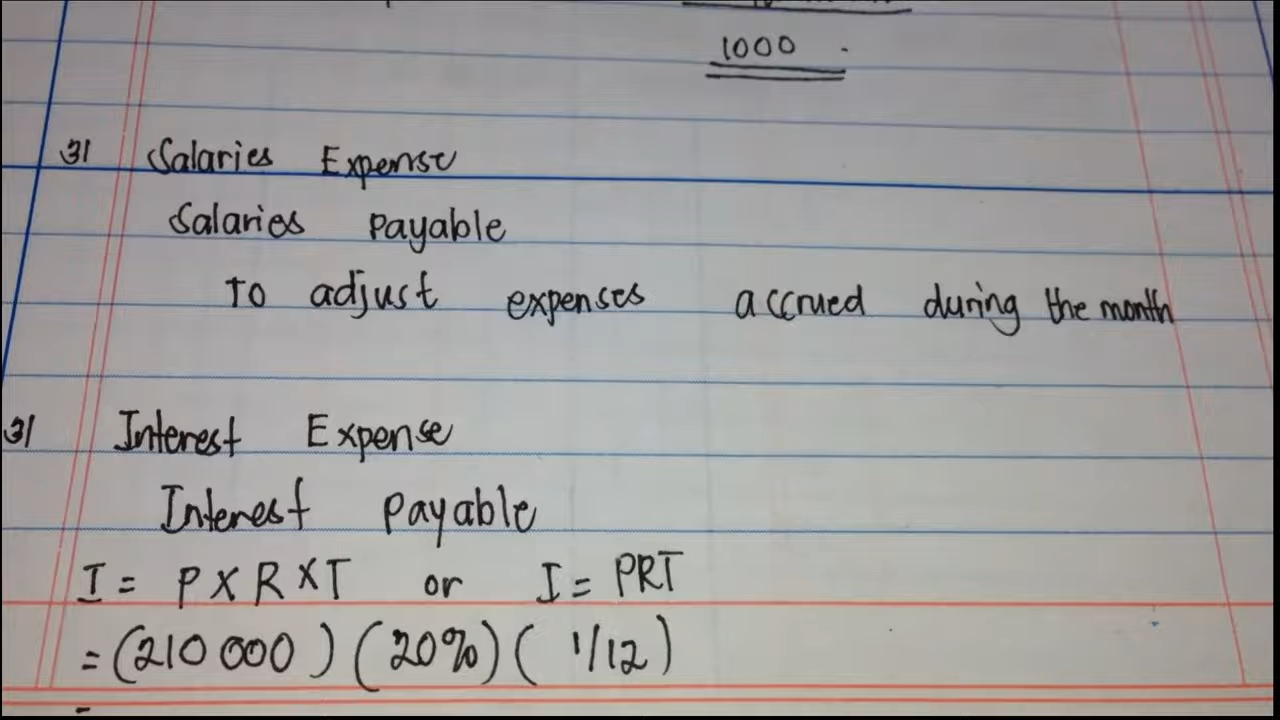 1000
31 Salaries Expense
Salaries Payable
To adjust expenses accrued during the month
31 Interest Expense
Interest Payable
I = P X R X T or I = PRT
= (210 000) (20%) ( 1/12)